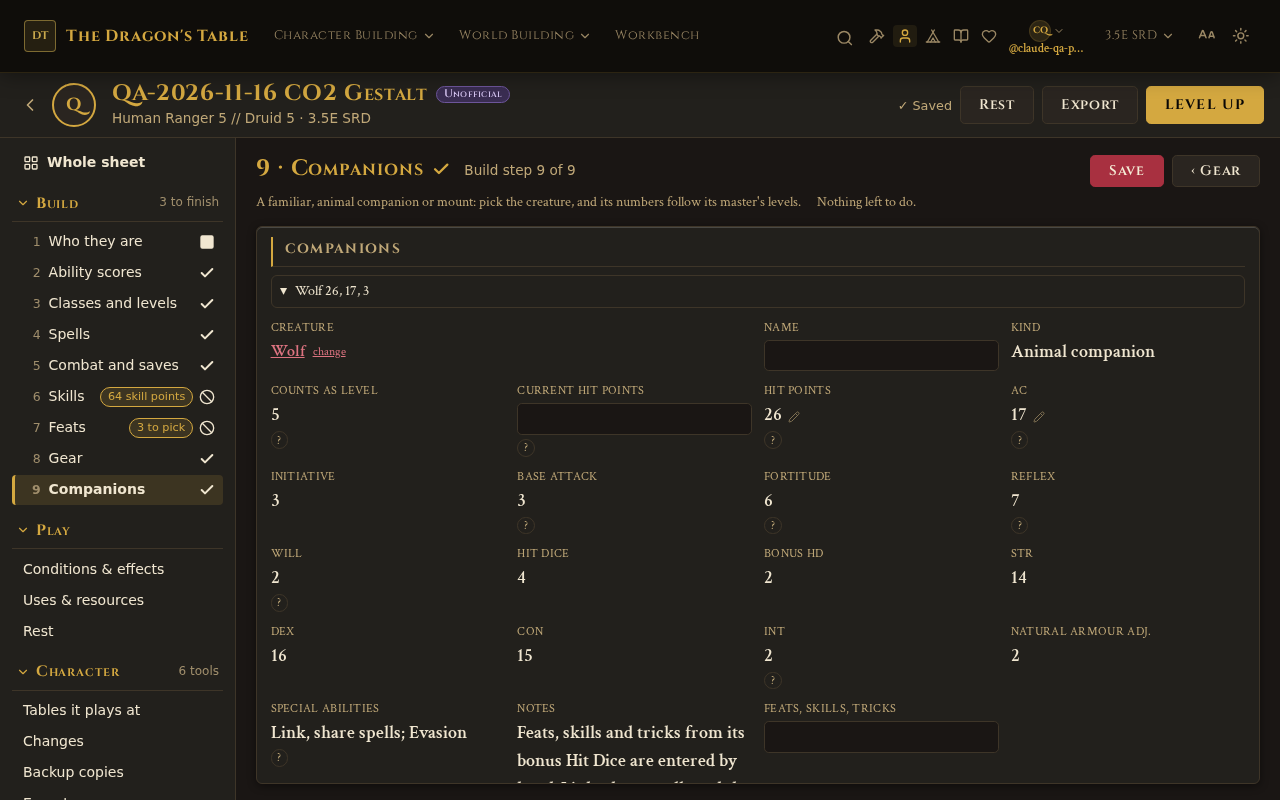 DT The Dragon's Table Character Building World Building Workbench CQ @claude-qa-p... 3.5E SRD AA
Q QA-2026-11-16 CO2 Gestalt Unofficial
Human Ranger 5 // Druid 5 · 3.5E SRD
✓ Saved Rest Export LEVEL UP
Whole sheet
Build 3 to finish
1 Who they are
2 Ability scores
3 Classes and levels
4 Spells
5 Combat and saves
6 Skills 64 skill points
7 Feats 3 to pick
8 Gear
9 Companions
Play
Conditions & effects
Uses & resources
Rest
Character 6 tools
Tables it plays at
Changes
Backup copies
9 · Companions ✓ Build step 9 of 9
Save ‹ Gear
A familiar, animal companion or mount: pick the creature, and its numbers follow its master's levels. Nothing left to do.
COMPANIONS
▼ Wolf 26, 17, 3
CREATURE NAME KIND
Wolf change Animal companion
COUNTS AS LEVEL CURRENT HIT POINTS HIT POINTS AC
5 26 17
? ? ? ?
INITIATIVE BASE ATTACK FORTITUDE REFLEX
3 3 6 7
? ? ?
WILL HIT DICE BONUS HD STR
2 4 2 14
?
DEX CON INT NATURAL ARMOUR ADJ.
16 15 2 2
?
SPECIAL ABILITIES NOTES FEATS, SKILLS, TRICKS
Link, share spells; Evasion Feats, skills and tricks from its
? bonus Hit Dice are entered by